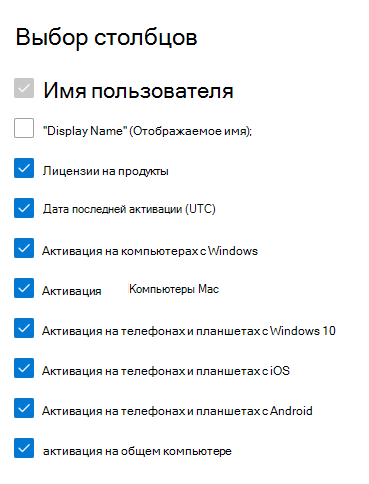 Выбор столбцов
Имя пользователя
"Display Name" (Отображаемое имя);
Лицензии на продукты
Дата последней активации (UTC)
Активация на компьютерах с Windows
Активация Компьютеры Mac
Активация на телефонах и планшетах с Windows 10
Активация на телефонах и планшетах с iOS
Активация на телефонах и планшетах с Android
активация на общем компьютере